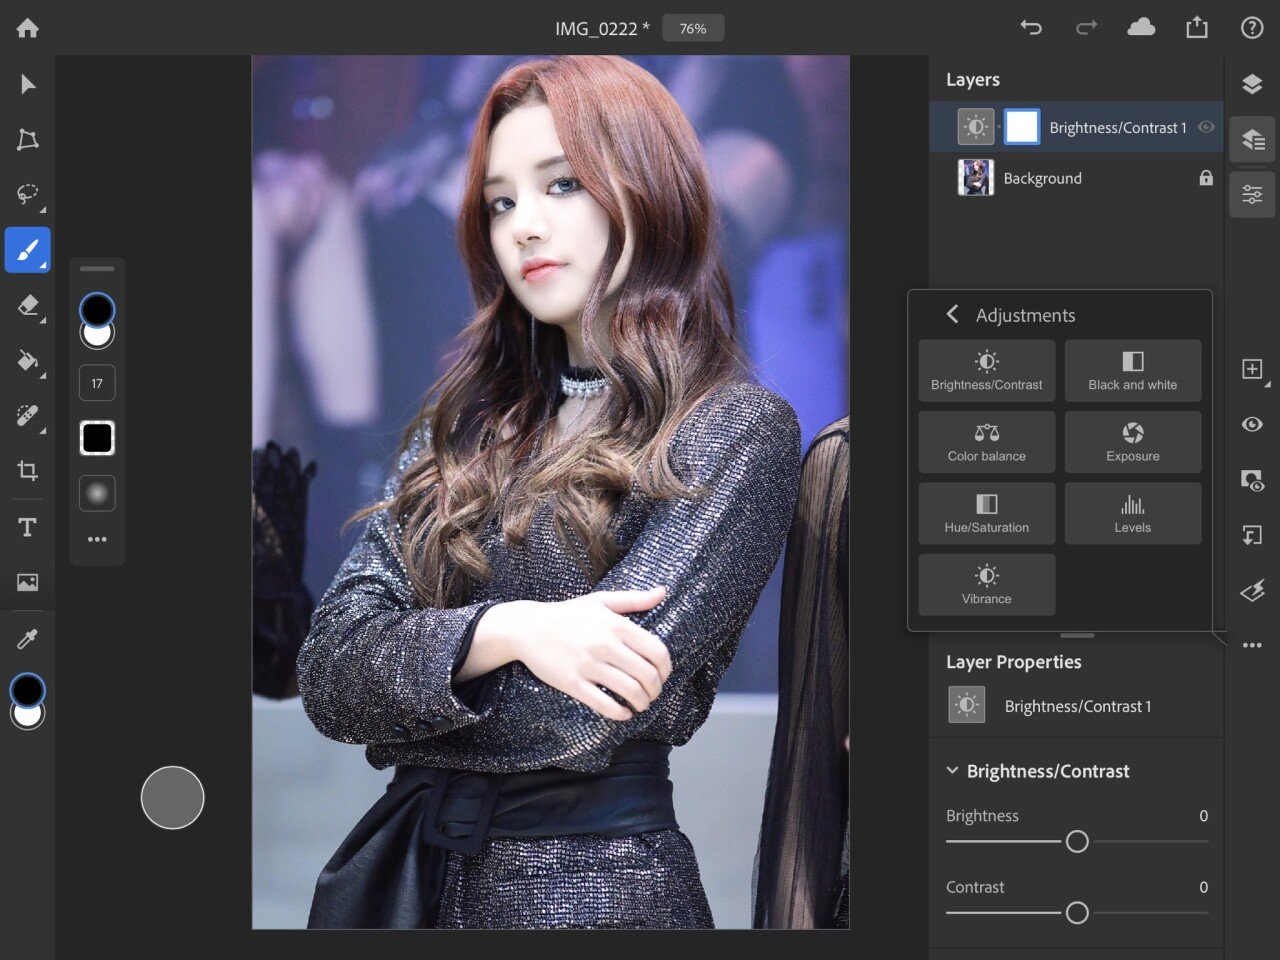 IMG_0222 *
76%
Layers
Brightness/Contrast 1
Background
17
Adjustments
Brightness/Contrast
Black and white
Color balance
Exposure
Hue/Saturation
Levels
Vibrance
Layer Properties
Brightness/Contrast 1
Brightness/Contrast
Brightness 0
Contrast 0